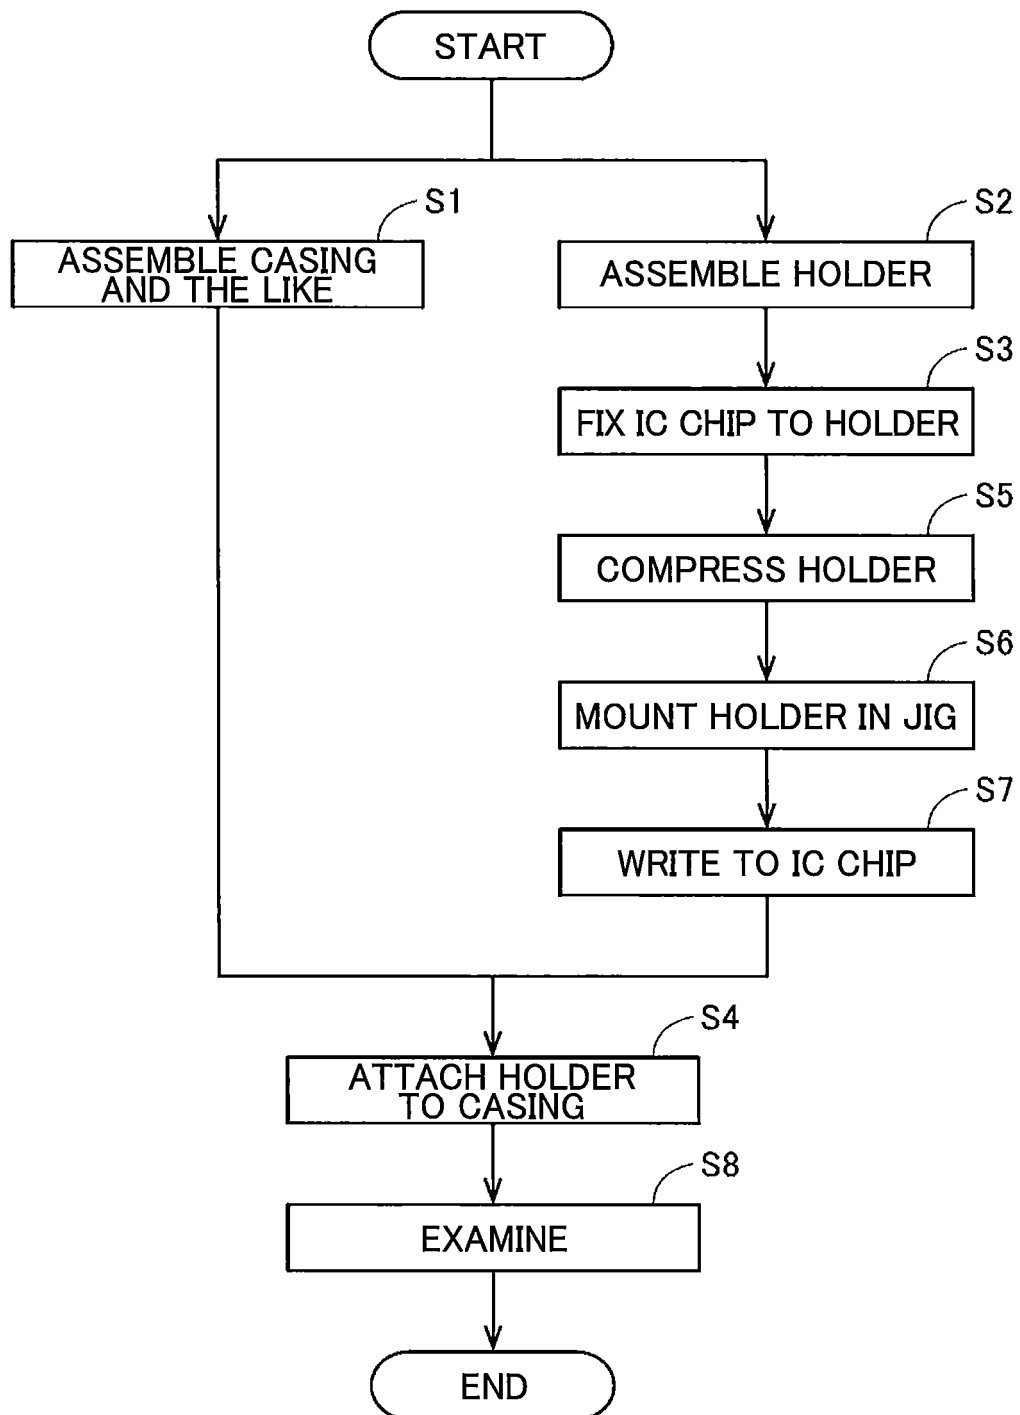 START
S1
ASSEMBLE CASING
AND THE LIKE
S2
ASSEMBLE HOLDER
S3
FIX IC CHIP TO HOLDER
S5
COMPRESS HOLDER
S6
MOUNT HOLDER IN JIG
S7
WRITE TO IC CHIP
S4
ATTACH HOLDER
TO CASING
S8
EXAMINE
END